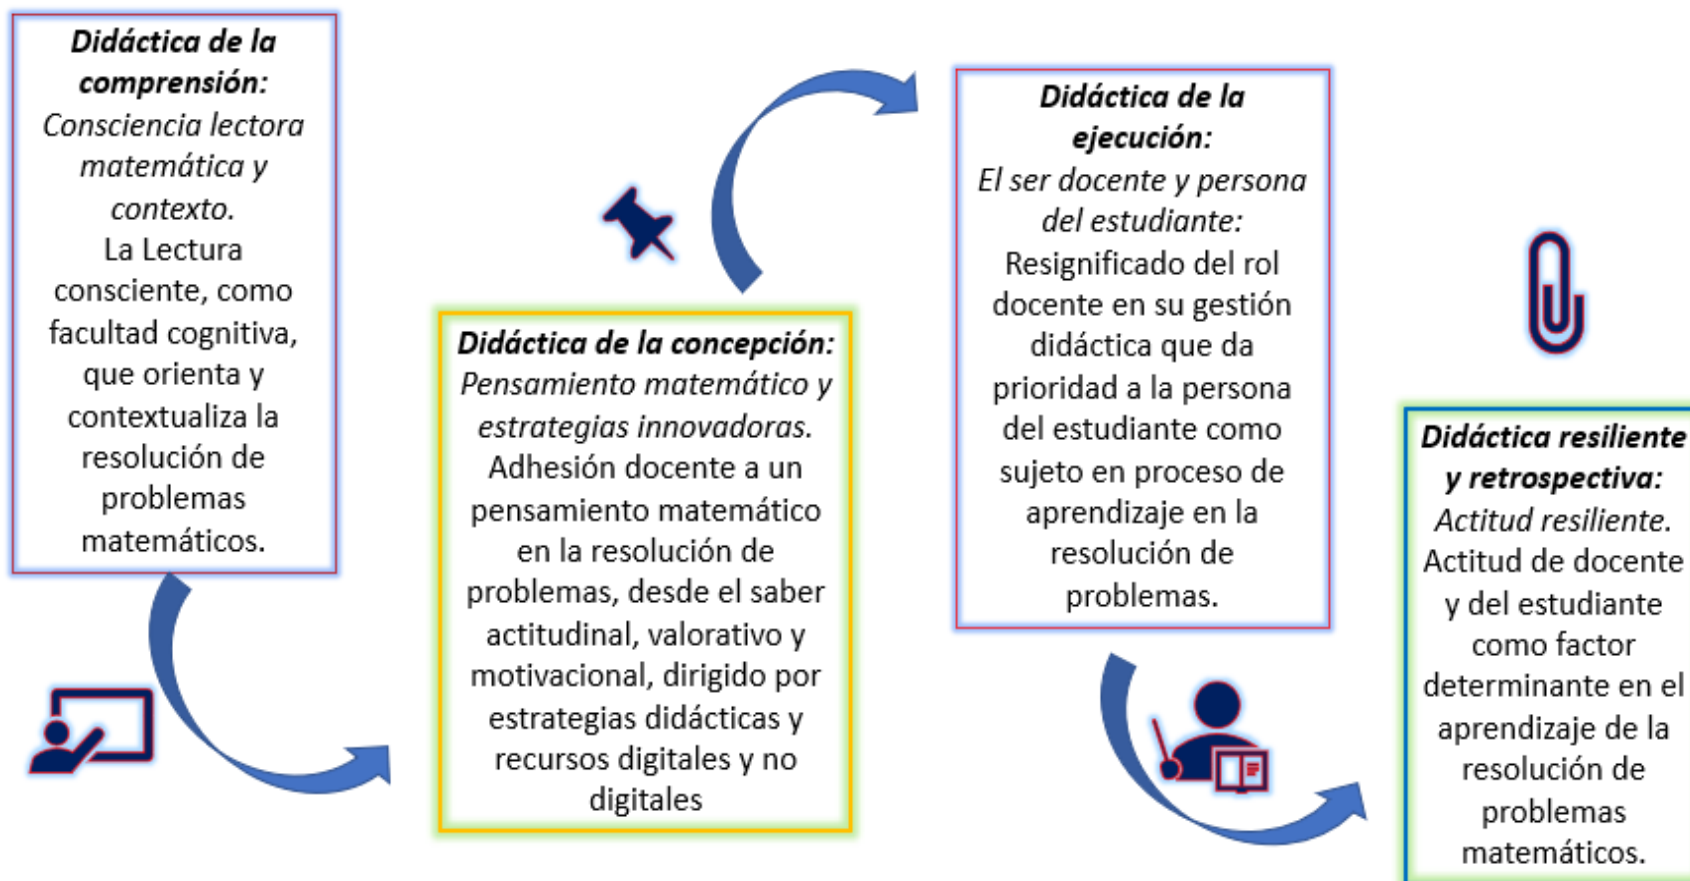 Didáctica de la
comprensión:
Consciencia lectora
matemática y
contexto.
La Lectura
consciente, como
facultad cognitiva,
que orienta y
contextualiza la
resolución de
problemas
matemáticos.
Didáctica de la concepción:
Pensamiento matemático y
estrategias innovadoras.
Adhesión docente a un
pensamiento matemático
en la resolución de
problemas, desde el saber
actitudinal, valorativo y
motivacional, dirigido por
estrategias didácticas y
recursos digitales y no
digitales
Didáctica de la
ejecución:
El ser docente y persona
del estudiante:
Resignificado del rol
docente en su gestión
didáctica que da
prioridad a la persona
del estudiante como
sujeto en proceso de
aprendizaje en la
resolución de
problemas.
Didáctica resiliente
y retrospectiva:
Actitud resiliente.
Actitud de docente
y del estudiante
como factor
determinante en el
aprendizaje de la
resolución de
problemas
matemáticos.